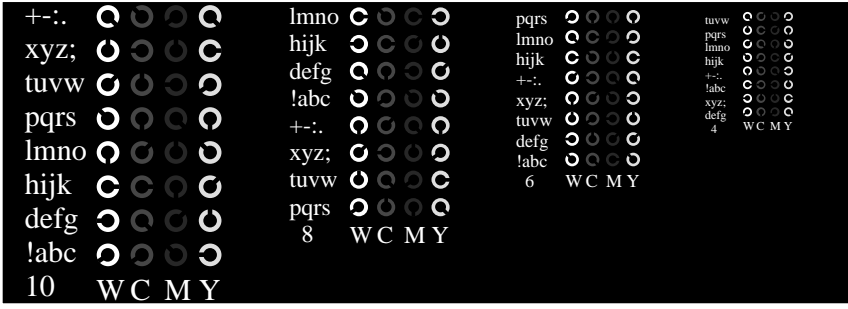 +-:.
xyz;
tuvw
pqrs
lmno
hijk
defg
!abc
10 W C M Y
lmno
hijk
defg
!abc
+-:.
xyz;
tuvw
pqrs
8 W C M Y
pqrs
lmno
hijk
+-:.
xyz;
tuvw
defg
!abc
6 W C M Y
tuvw
pqrs
lmno
hijk
+-:.
!abc
xyz;
defg
4 W C M Y